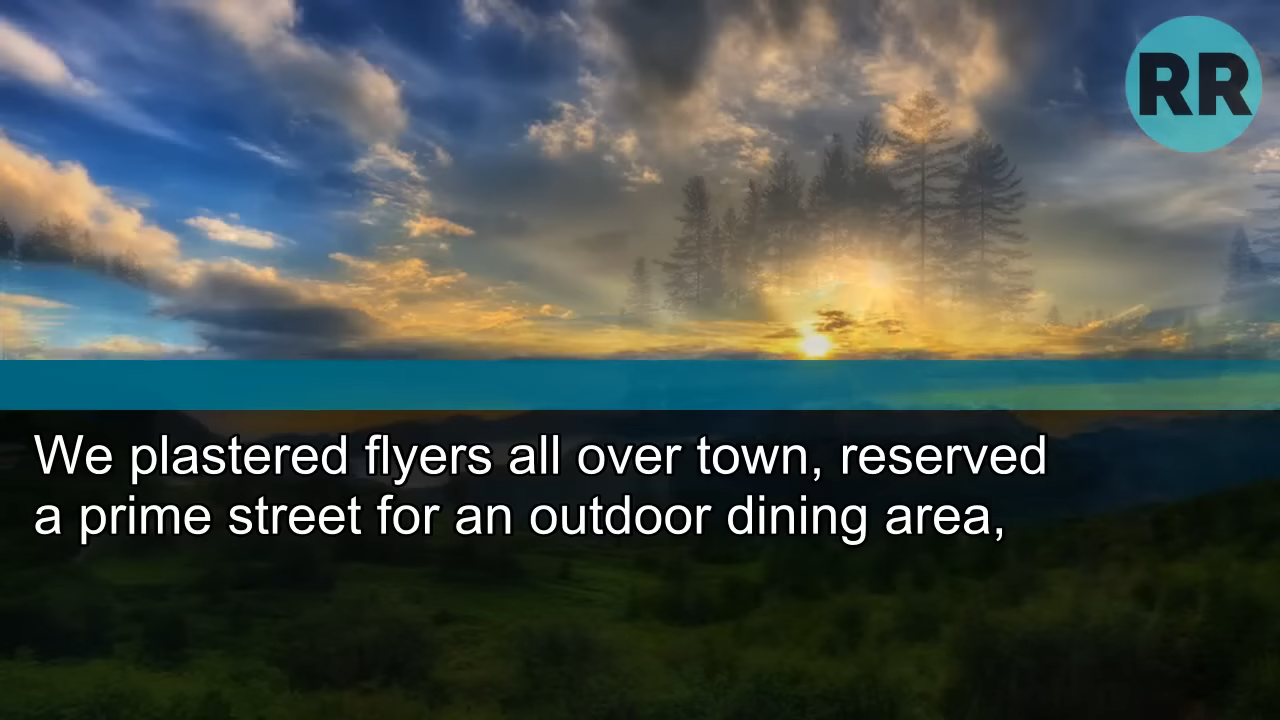 RR
We plastered flyers all over town, reserved
a prime street for an outdoor dining area,